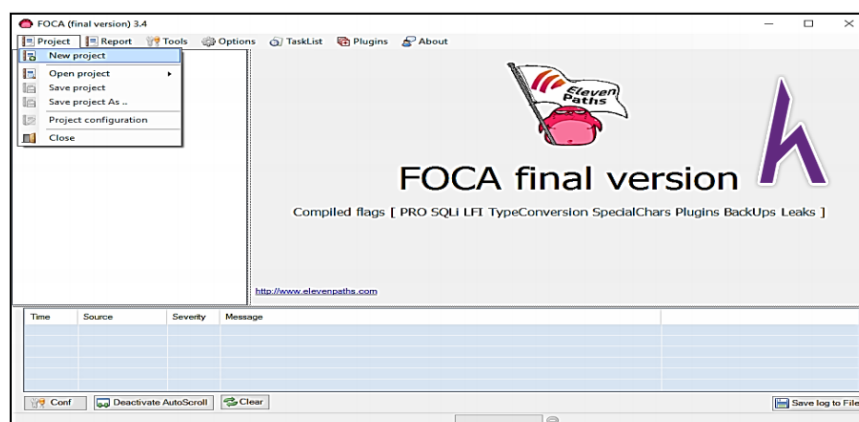 FOCA (final version) 3.4
Project Report Tools Options TaskList Plugins About
New project
Open project
Save project
Save project As ..
Project configuration
Close
Eleven
Paths
FOCA final version
Compiled flags [ PRO SQLi LFI TypeConversion SpecialChars Plugins BackUps Leaks ]
http://www.elevenpaths.com
Time Source Severity Message
Conf Deactivate AutoScroll Clear Save log to File